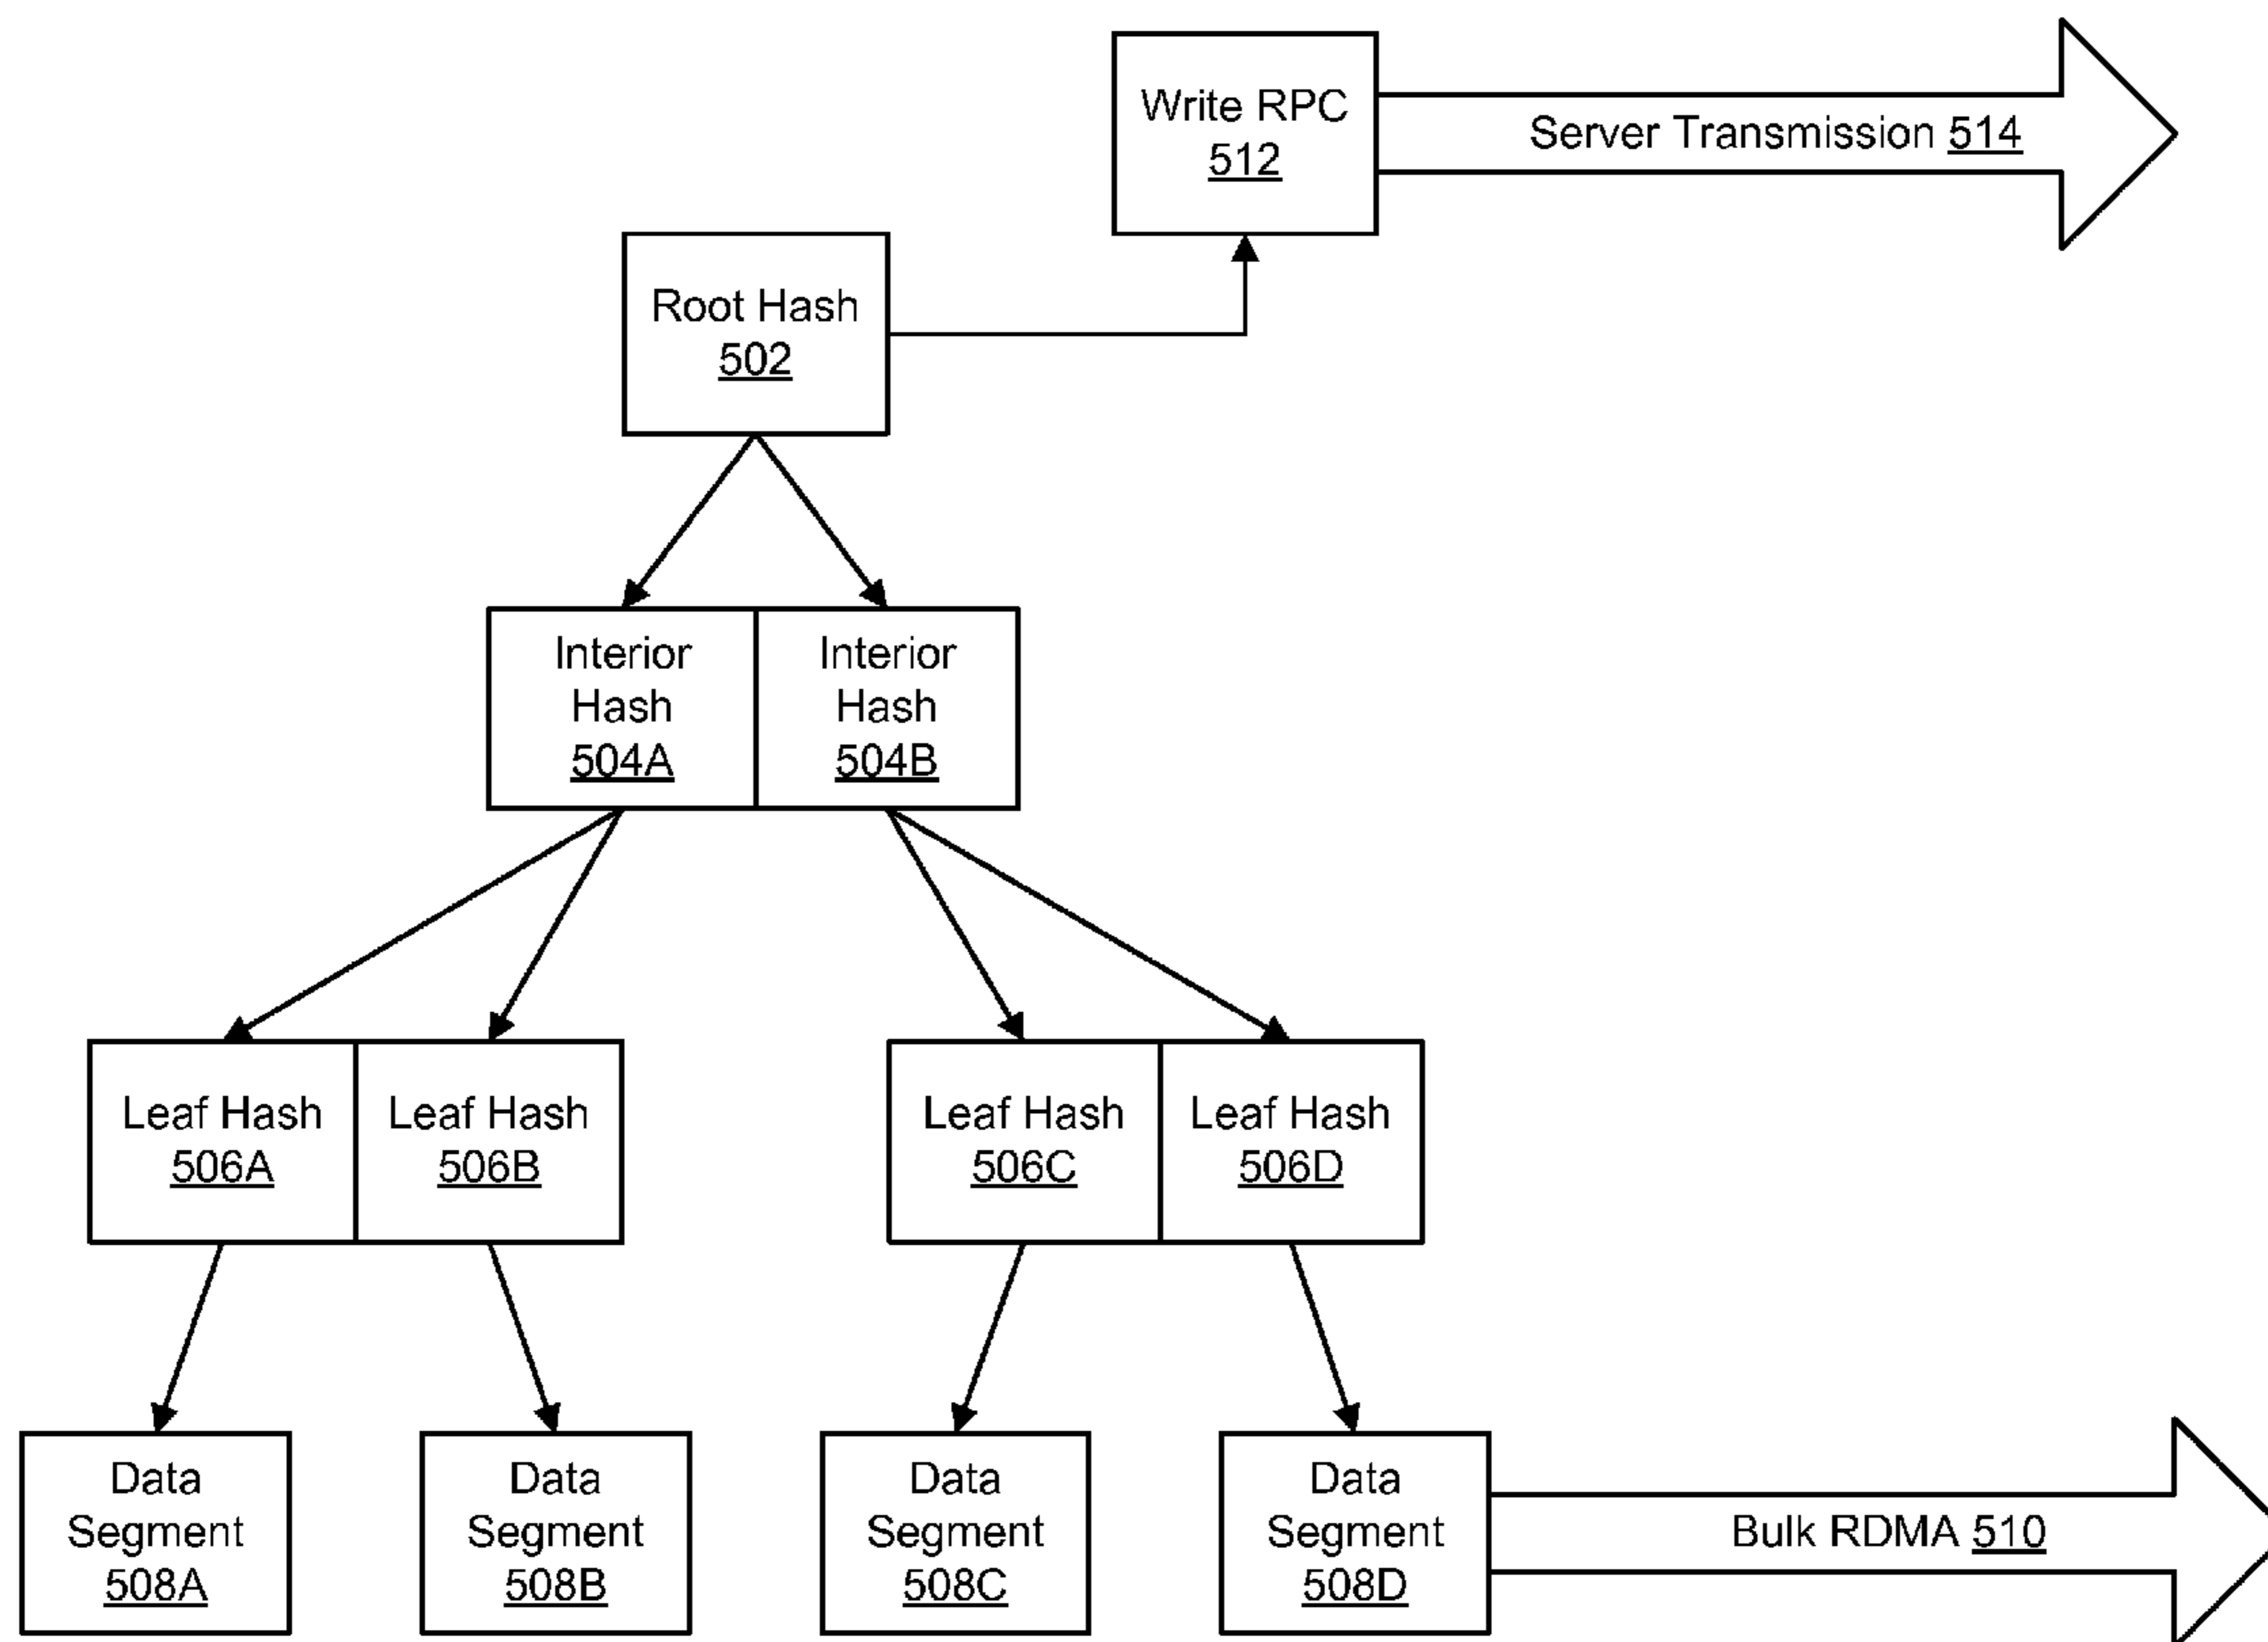 Write RPC
512
Server Transmission 514
Root Hash
502
Interior
Hash
504A
Interior
Hash
504B
Leaf Hash
506A
Leaf Hash
506B
Leaf Hash
506C
Leaf Hash
506D
Data
Segment
508A
Data
Segment
508B
Data
Segment
508C
Data
Segment
508D
Bulk RDMA 510